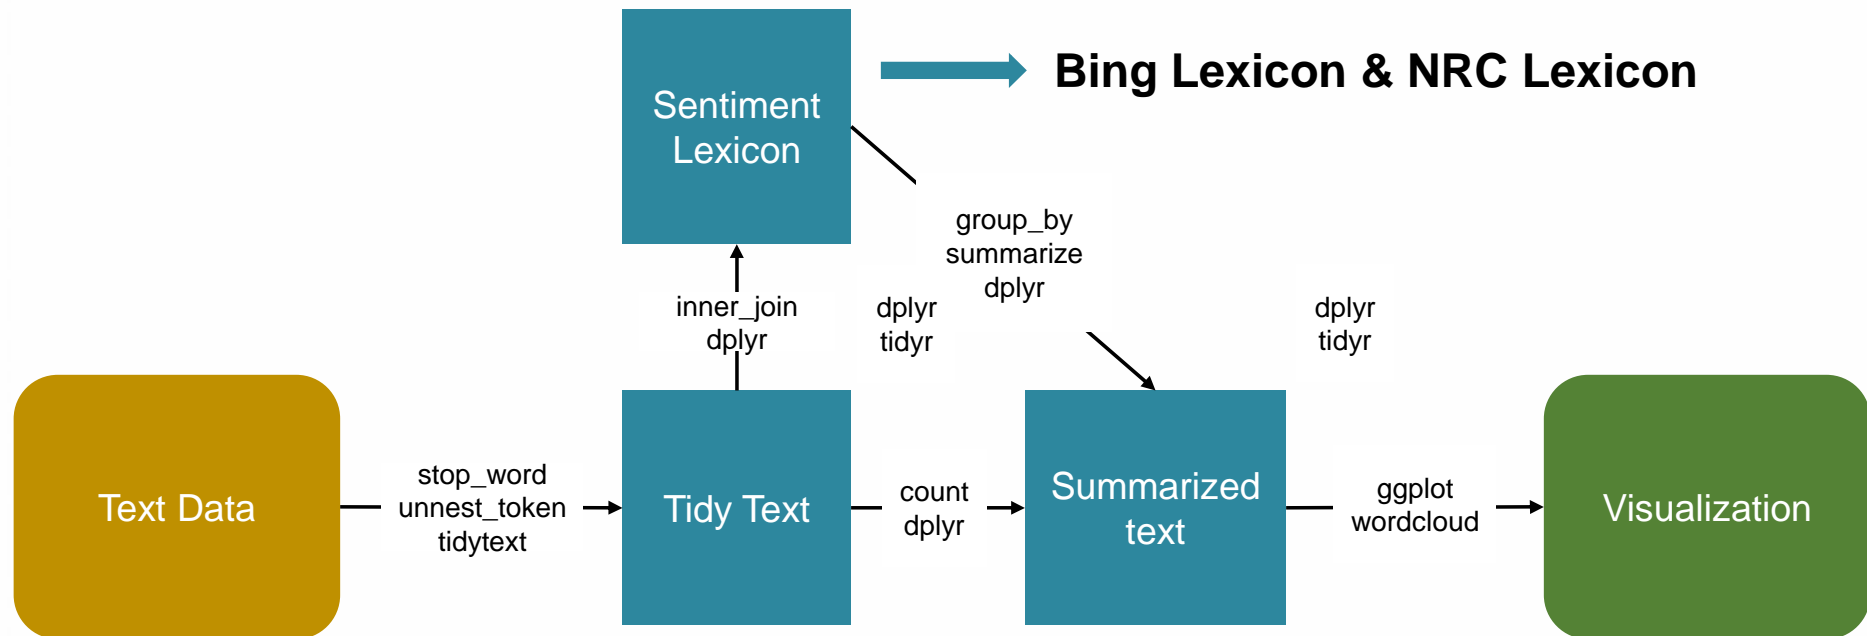 Sentiment
Lexicon
Bing Lexicon & NRC Lexicon
group_by
summarize
dplyr
inner_join
dplyr
dplyr
tidyr
dplyr
tidyr
Text Data
stop_word
unnest_token
tidytext
Tidy Text
count
dplyr
Summarized
text
ggplot
wordcloud
Visualization